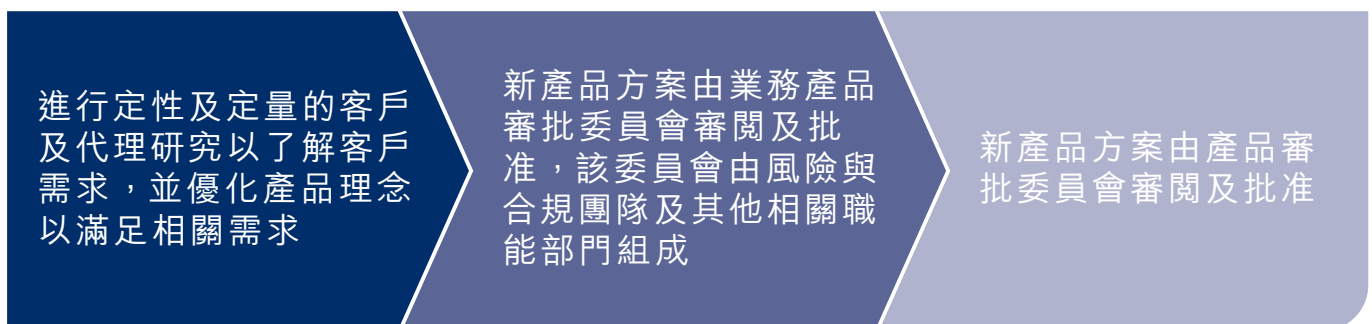 進行定性及定量的客戶
及代理研究以了解客戶
需求，並優化產品理念
以滿足相關需求
新產品方案由業務產品
審批委員會審閱及批
准，該委員會由風險與
合規團隊及其他相關職
能部門組成
新產品方案由產品審
批委員會審閱及批准